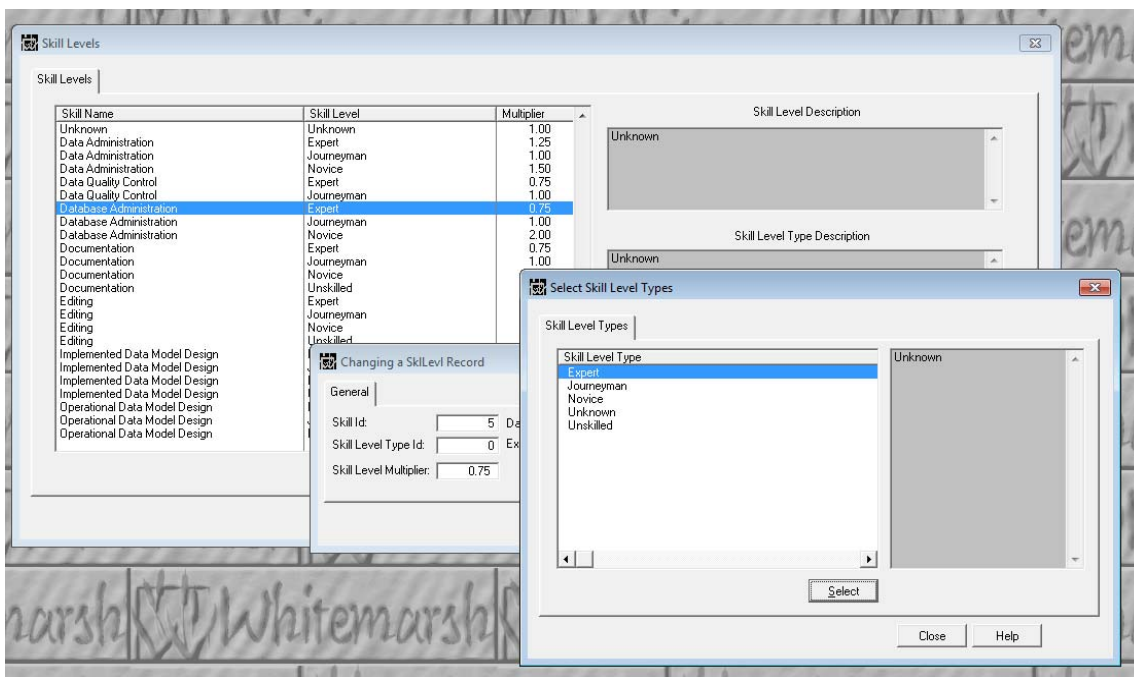 Skill Levels
Skill Levels
Skill Name Skill Level Multiplier
Unknown Unknown 1.00
Data Administration Expert 1.25
Data Administration Journeyman 1.00
Data Administration Novice 1.50
Data Quality Control Expert 0.75
Data Quality Control Journeyman 1.00
Database Administration Expert 0.75
Database Administration Journeyman 1.00
Database Administration Novice 2.00
Documentation Expert 0.75
Documentation Journeyman 1.00
Documentation Novice
Documentation Unskilled
Editing Expert
Editing Journeyman
Editing Novice
Editing Unskilled
Implemented Data Model Design
Implemented Data Model Design
Implemented Data Model Design
Implemented Data Model Design
Operational Data Model Design
Operational Data Model Design
Operational Data Model Design
Skill Level Description
Unknown
Skill Level Type Description
Unknown
Changing a SklLevl Record
General
Skill Id: 5 Da
Skill Level Type Id: 0 Ex
Skill Level Multiplier: 0.75
Select Skill Level Types
Skill Level Types
Skill Level Type
Expert
Journeyman
Novice
Unknown
Unskilled
Unknown
Select
Close Help
marsh Whitemarsh